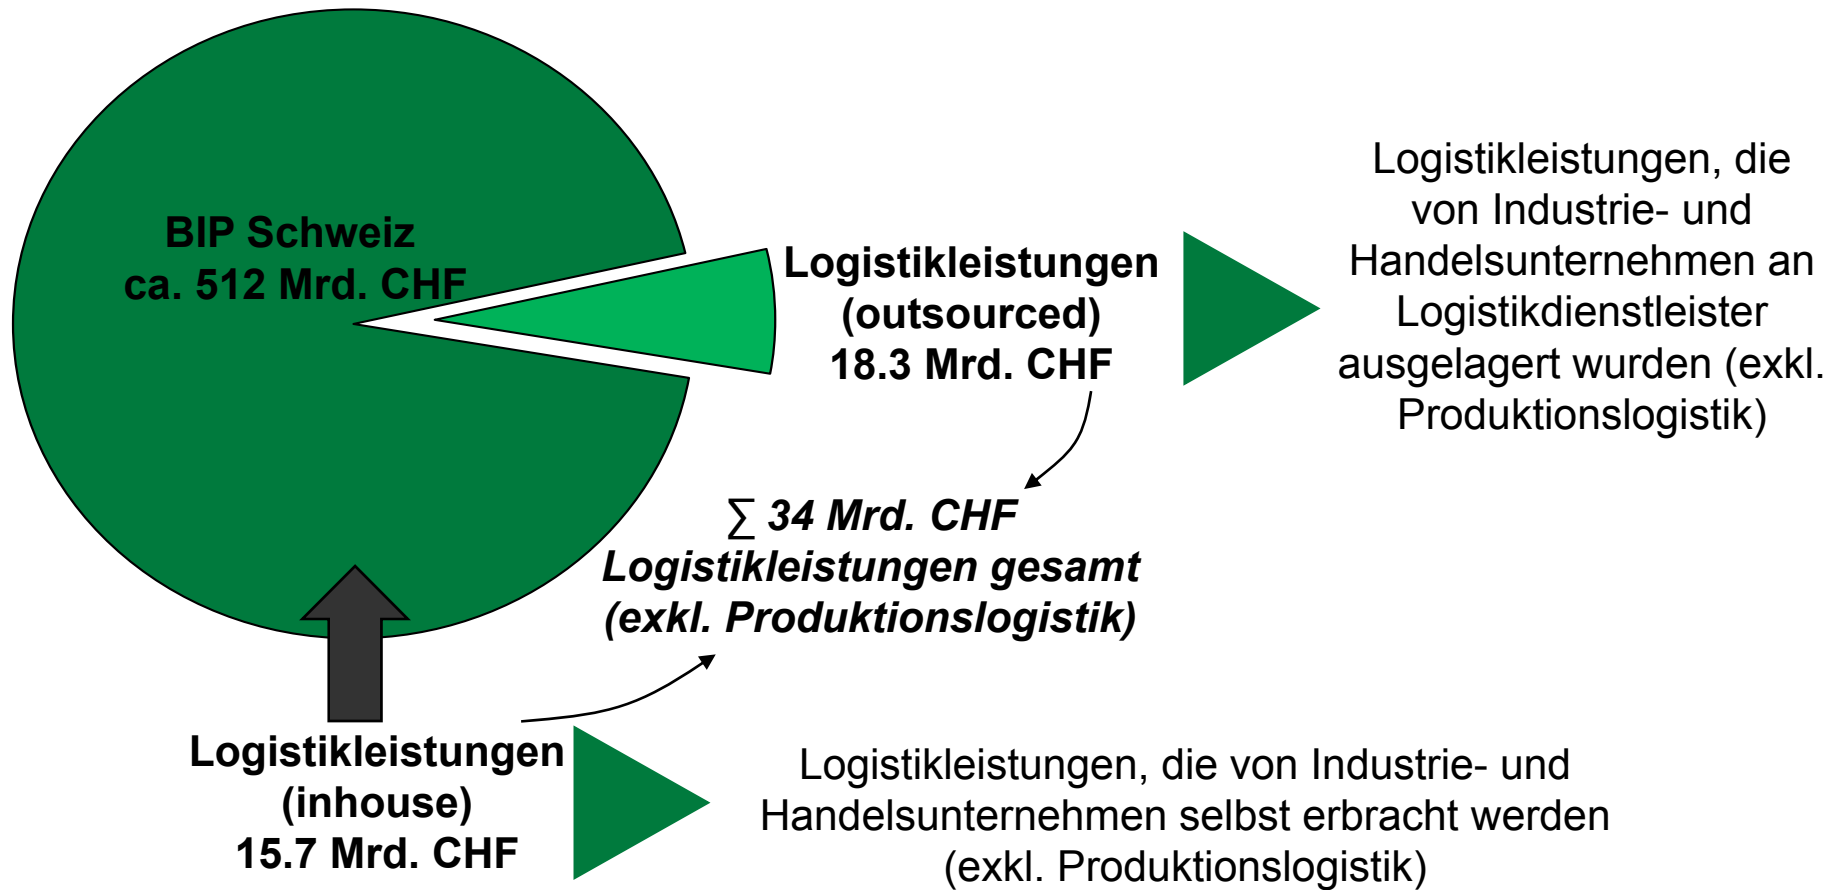 BIP Schweiz
ca. 512 Mrd. CHF
Logistikleistungen
(outsourced)
18.3 Mrd. CHF
Logistikleistungen, die
von Industrie- und
Handelsunternehmen an
Logistikdienstleister
ausgelagert wurden (exkl.
Produktionslogistik)
∑ 34 Mrd. CHF
Logistikleistungen gesamt
(exkl. Produktionslogistik)
Logistikleistungen
(inhouse)
15.7 Mrd. CHF
Logistikleistungen, die von Industrie- und
Handelsunternehmen selbst erbracht werden
(exkl. Produktionslogistik)